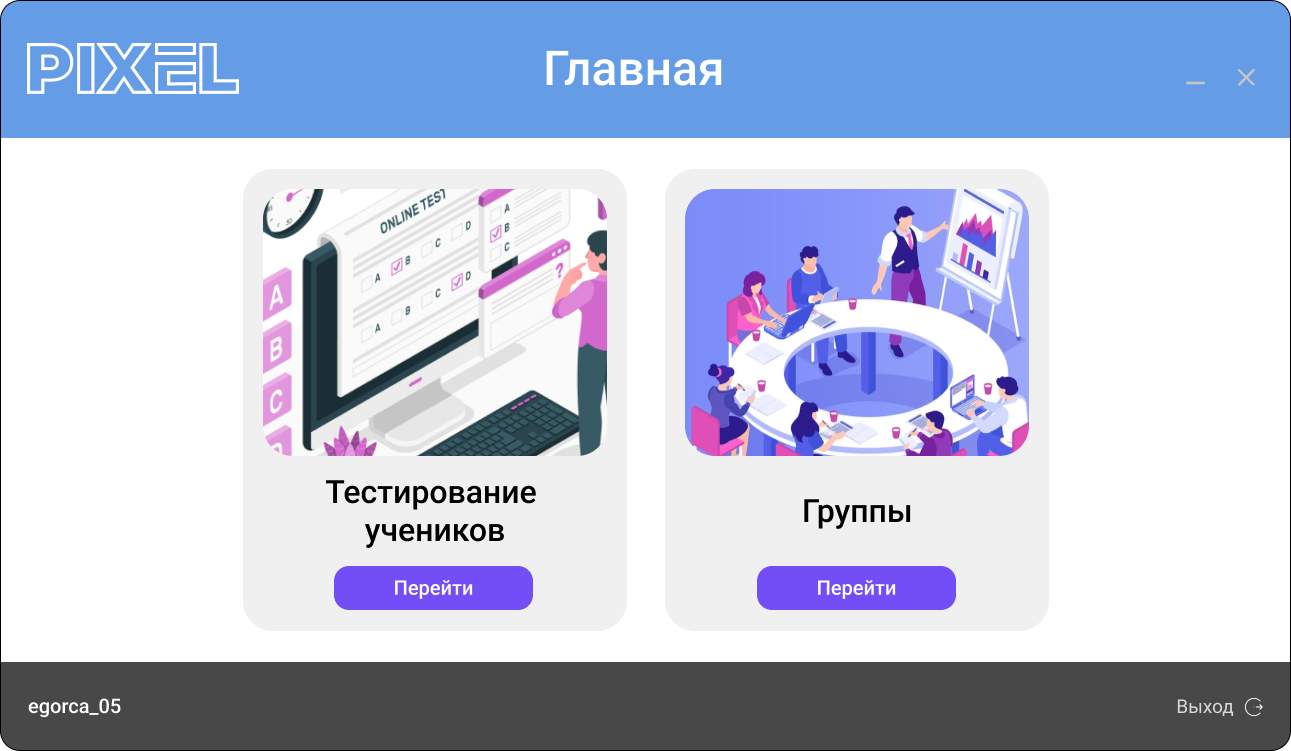 PIXEL
Главная
ONLINE TEST
A B C D
A B C D
A
B
C
?
A
B
C
Тестирование
учеников
Перейти
Группы
Перейти
egorca_05
Выход